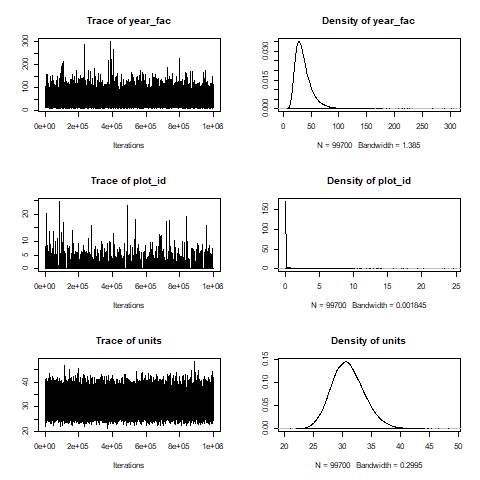 Trace of year_fac
Density of year_fac
0 50 100 200 300
0e+00 2e+05 4e+05 6e+05 8e+05 1e+06
Iterations
0.000 0.015 0.030
0 50 100 150 200 250 300
N = 99700 Bandwidth = 1.385
Trace of plot_id
Density of plot_id
0 5 10 20
0e+00 2e+05 4e+05 6e+05 8e+05 1e+06
Iterations
0 50 100 150
0 5 10 15 20 25
N = 99700 Bandwidth = 0.001845
Trace of units
Density of units
20 25 30 40
0e+00 2e+05 4e+05 6e+05 8e+05 1e+06
Iterations
0.00 0.05 0.10 0.15
20 25 30 35 40 45 50
N = 99700 Bandwidth = 0.2995